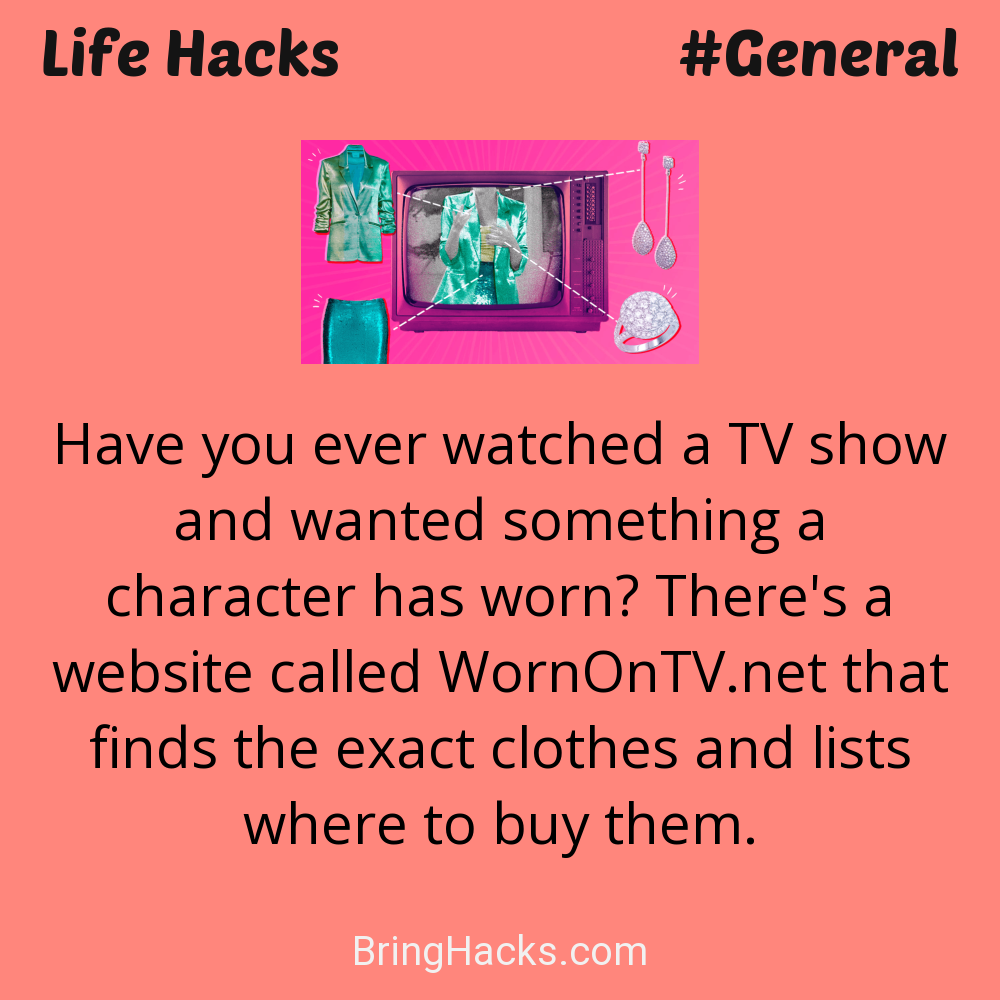 Life Hacks
#General
Have you ever watched a TV show
and wanted something a
character has worn? There's a
website called WornOnTV.net that
finds the exact clothes and lists
where to buy them.
BringHacks.com